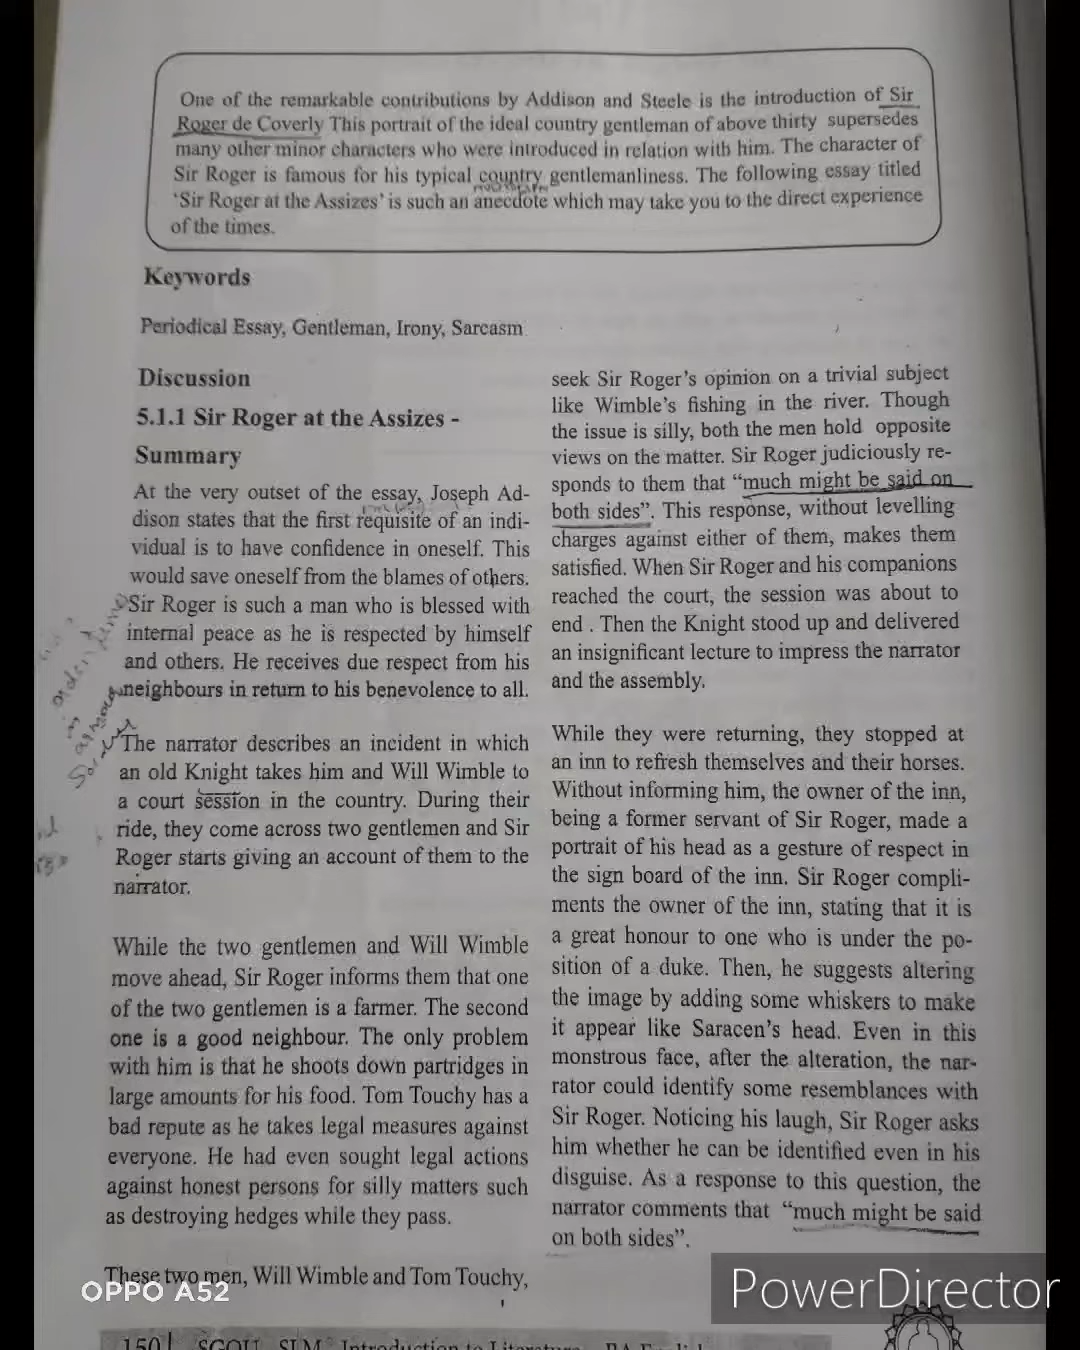 One of the remarkable contributions by Addison and Steele is the introduction of Sir
Roger de Coverly This portrait of the ideal country gentleman of above thirty supersedes
many other minor characters who were introduced in relation with him. The character of
Sir Roger is famous for his typical country gentlemanliness. The following essay titled
‘Sir Roger at the Assizes’ is such an anecdote which may take you to the direct experience
of the times.
Keywords
Periodical Essay, Gentleman, Irony, Sarcasm
Discussion
5.1.1 Sir Roger at the Assizes -
Summary
At the very outset of the essay, Joseph Ad-
dison states that the first requisite of an indi-
vidual is to have confidence in oneself. This
would save oneself from the blames of others.
Sir Roger is such a man who is blessed with
internal peace as he is respected by himself
and others. He receives due respect from his
neighbours in return to his benevolence to all.
The narrator describes an incident in which
an old Knight takes him and Will Wimble to
a court session in the country. During their
ride, they come across two gentlemen and Sir
Roger starts giving an account of them to the
narrator.
While the two gentlemen and Will Wimble
move ahead, Sir Roger informs them that one
of the two gentlemen is a farmer. The second
one is a good neighbour. The only problem
with him is that he shoots down partridges in
large amounts for his food. Tom Touchy has a
bad repute as he takes legal measures against
everyone. He had even sought legal actions
against honest persons for silly matters such
as destroying hedges while they pass.
These two men, Will Wimble and Tom Touchy,
seek Sir Roger’s opinion on a trivial subject
like Wimble’s fishing in the river. Though
the issue is silly, both the men hold opposite
views on the matter. Sir Roger judiciously re-
sponds to them that “much might be said on
both sides”. This response, without levelling
charges against either of them, makes them
satisfied. When Sir Roger and his companions
reached the court, the session was about to
end . Then the Knight stood up and delivered
an insignificant lecture to impress the narrator
and the assembly.
While they were returning, they stopped at
an inn to refresh themselves and their horses.
Without informing him, the owner of the inn,
being a former servant of Sir Roger, made a
portrait of his head as a gesture of respect in
the sign board of the inn. Sir Roger compli-
ments the owner of the inn, stating that it is
a great honour to one who is under the po-
sition of a duke. Then, he suggests altering
the image by adding some whiskers to make
it appear like Saracen’s head. Even in this
monstrous face, after the alteration, the nar-
rator could identify some resemblances with
Sir Roger. Noticing his laugh, Sir Roger asks
him whether he can be identified even in his
disguise. As a response to this question, the
narrator comments that “much might be said
on both sides”.
OPPO A52
PowerDirector
150 SGOU SLM Introduction to Literature